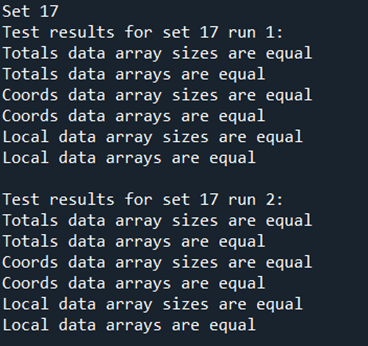 Set 17
Test results for set 17 run 1:
Totals data array sizes are equal
Totals data arrays are equal
Coords data array sizes are equal
Coords data arrays are equal
Local data array sizes are equal
Local data arrays are equal
Test results for set 17 run 2:
Totals data array sizes are equal
Totals data arrays are equal
Coords data array sizes are equal
Coords data arrays are equal
Local data array sizes are equal
Local data arrays are equal